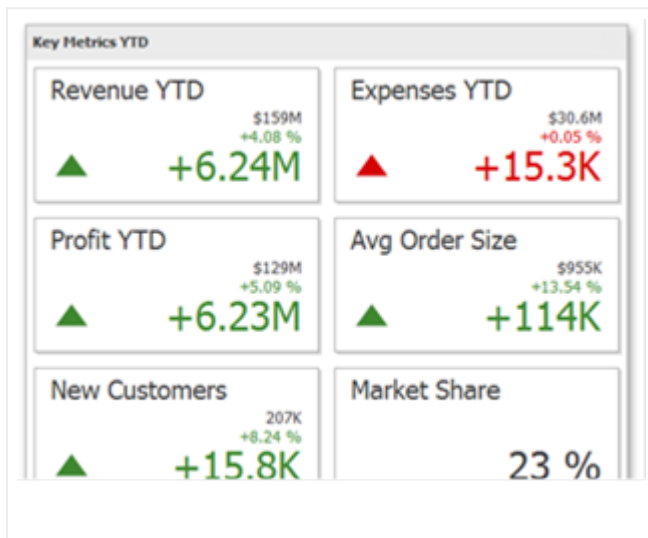 Key Metrics YTD
Revenue YTD
$159M
+4.08 %
+6.24M
Expenses YTD
$30.6M
+0.05 %
+15.3K
Profit YTD
$129M
+5.09 %
+6.23M
Avg Order Size
$955K
+13.54 %
+114K
New Customers
207K
+8.24 %
+15.8K
Market Share
23 %